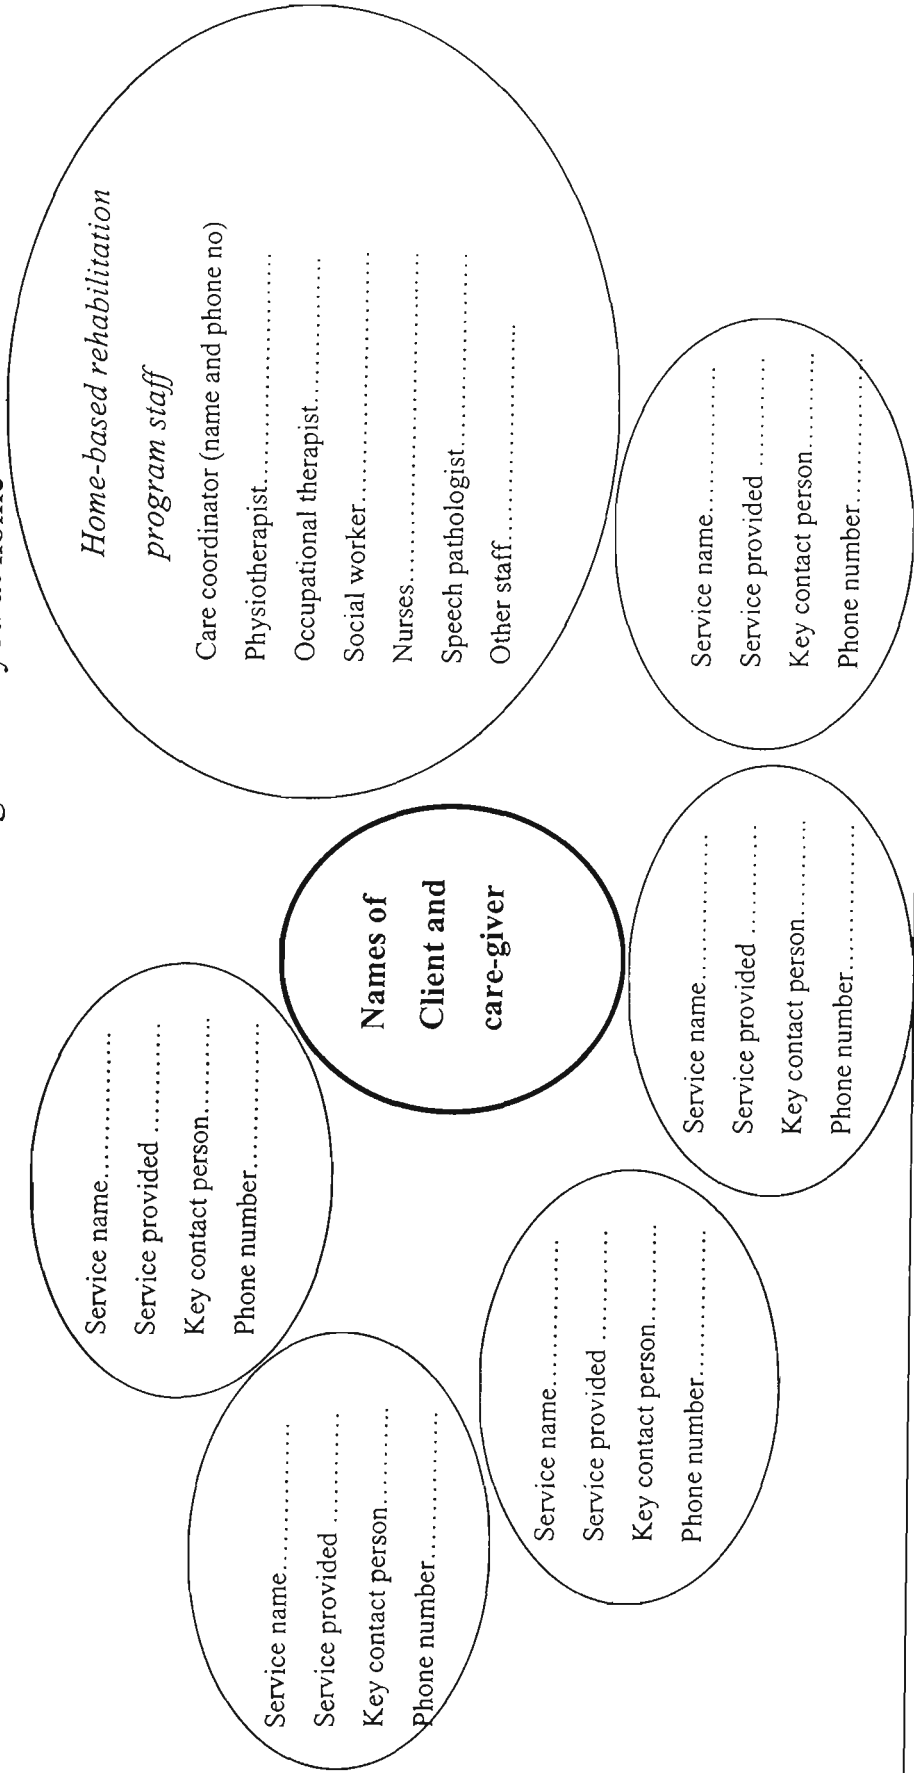 you at home
Service name....................
Service provided ............
Key contact person..........
Phone number..................
Home-based rehabilitation
program staff
Care coordinator (name and phone no)
Physiotherapist............................
Occupational therapist.................
Social worker..............................
Nurses.......................................
Speech pathologist.......................
Other staff.............................
Service name....................
Service provided ............
Key contact person..........
Phone number..................
Names of
Client and
care-giver
Service name....................
Service provided ............
Key contact person..........
Phone number..................
Service name....................
Service provided ............
Key contact person..........
Phone number..................
Service name....................
Service provided ............
Key contact person..........
Phone number..................